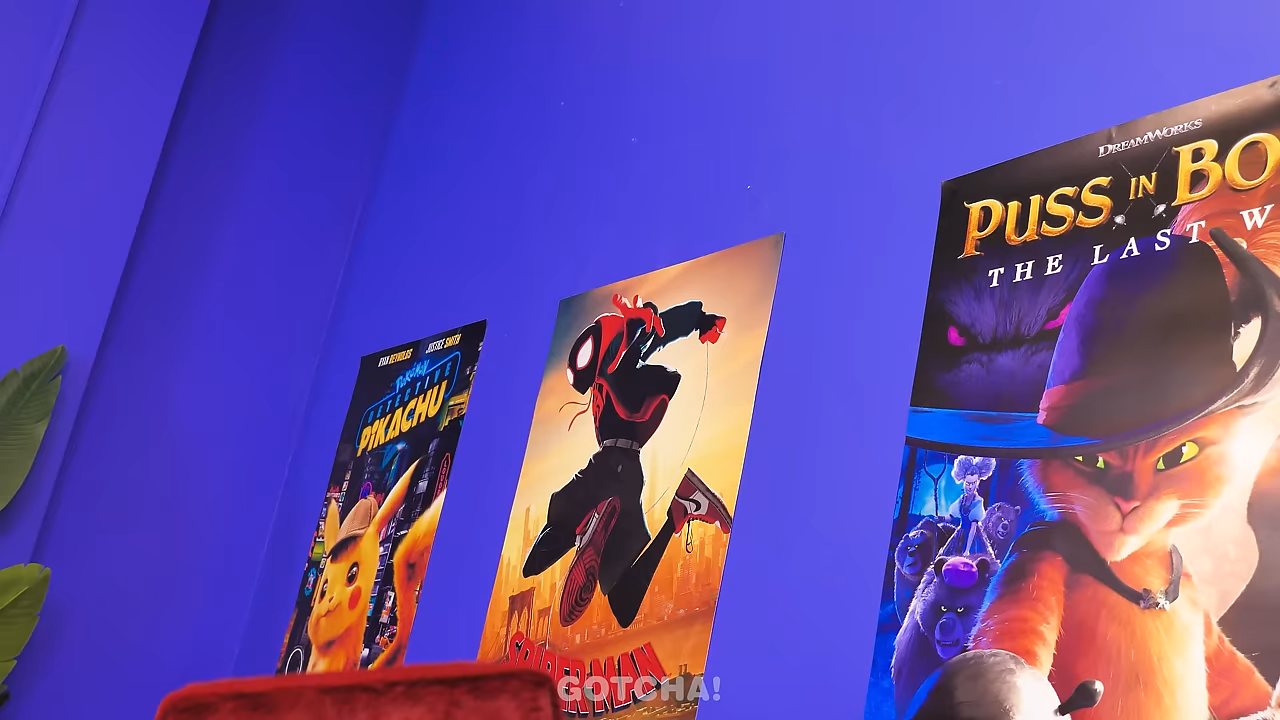 RYAN REYNOLDS JUSTICE SMITH
POKÉMON
DETECTIVE
PIKACHU
SPIDER-MAN
DREAMWORKS
PUSS IN BO
THE LAST W
GOTCHA!